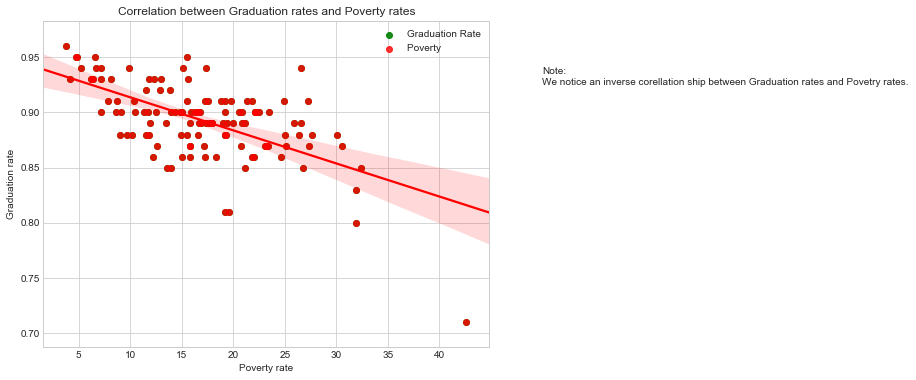 Correlation between Graduation rates and Poverty rates
Graduation Rate
Poverty
Note:
We notice an inverse corellation ship between Graduation rates and Povetry rates.
0.95
0.90
0.85
0.80
0.75
0.70
Graduation rate
5 10 15 20 25 30 35 40
Poverty rate